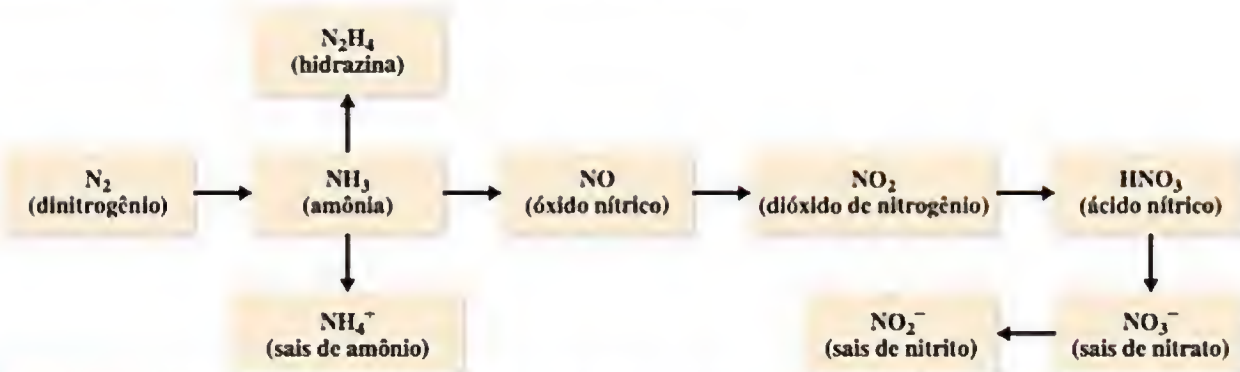 N₂H₄
(hidrazina)
N₂
(dinitrogênio)
NH₃
(amônia)
NO
(óxido nítrico)
NO₂
(dióxido de nitrogênio)
HNO₃
(ácido nítrico)
NH₄⁺
(sais de amônio)
NO₂⁻
(sais de nitrito)
NO₃⁻
(sais de nitrato)